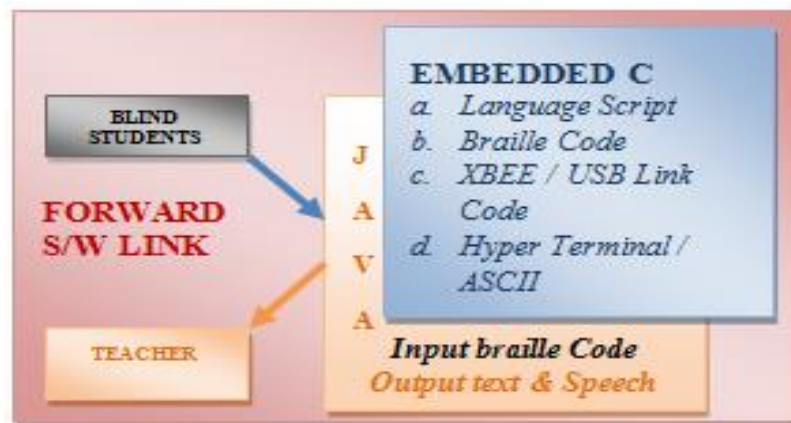 BLIND
STUDENTS
FORWARD
S/W LINK
TEACHER
J
A
V
A
EMBEDDED C
a. Language Script
b. Braille Code
c. XBEE / USB Link
Code
d. Hyper Terminal /
ASCII
Input braille Code
Output text & Speech